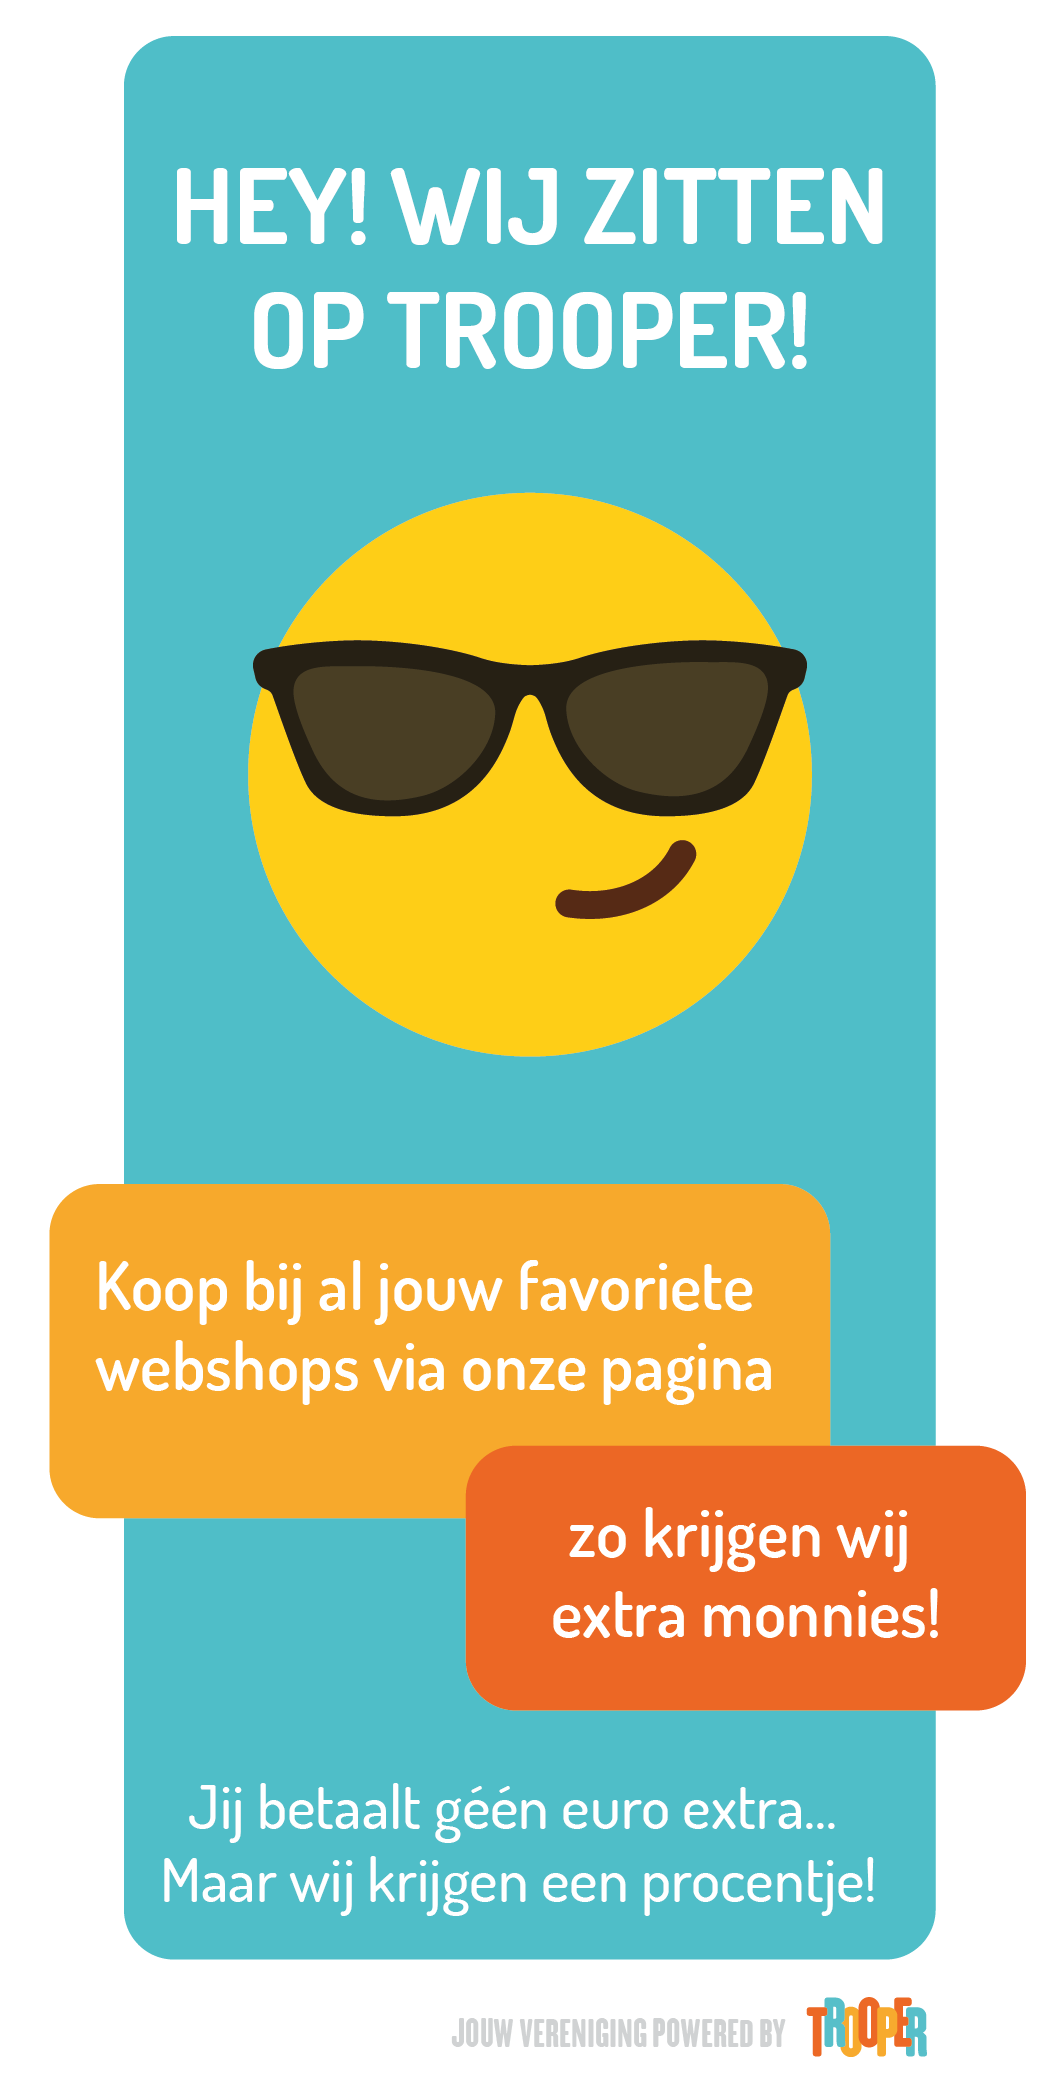 HEY! WIJ ZITTEN
OP TROOPER!
Koop bij al jouw favoriete
webshops via onze pagina
zo krijgen wij
extra monnies!
Jij betaalt géén euro extra...
Maar wij krijgen een procentje!
JOUW VERENIGING POWERED BY TROOPER